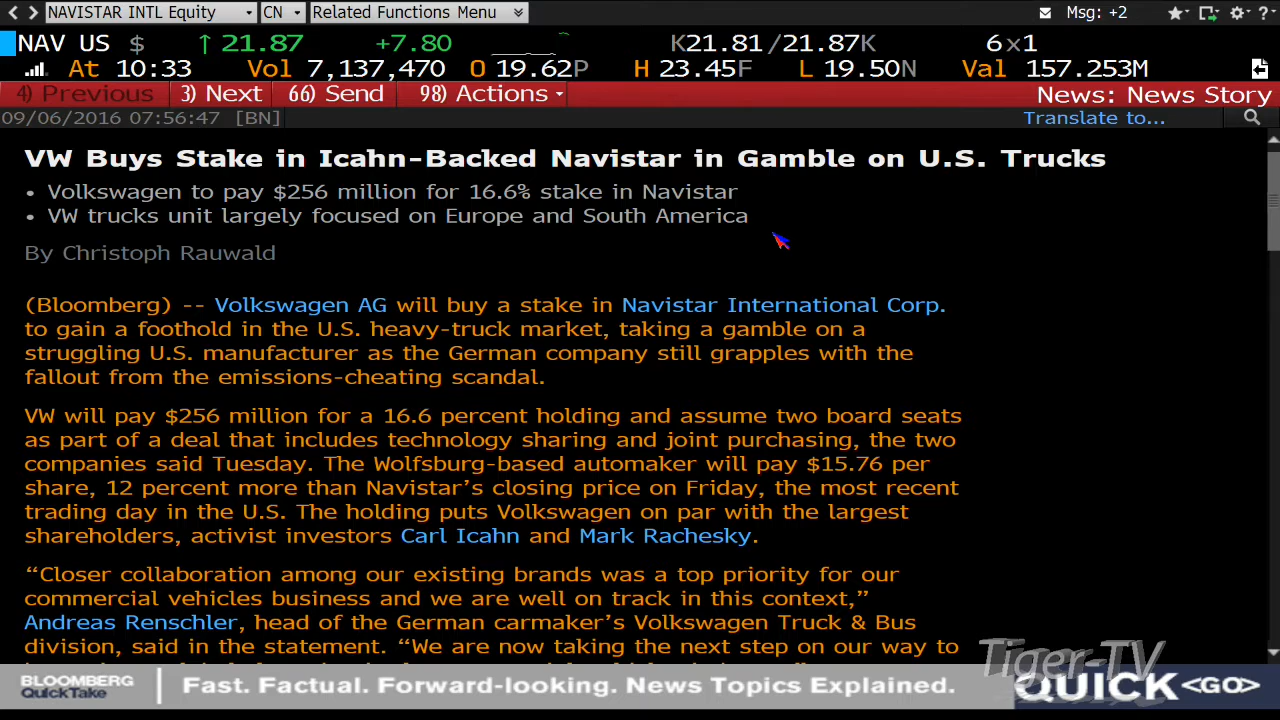 NAVISTAR INTL Equity CN Related Functions Menu Msg: +2
NAV US $ ↑ 21.87 +7.80 K21.81/21.87K 6x1
At 10:33 Vol 7,137,470 O 19.62P H 23.45F L 19.50N Val 157.253M
4) Previous 3) Next 66) Send 98) Actions News: News Story
09/06/2016 07:56:47 [BN] Translate to...
VW Buys Stake in Icahn-Backed Navistar in Gamble on U.S. Trucks
• Volkswagen to pay $256 million for 16.6% stake in Navistar
• VW trucks unit largely focused on Europe and South America
By Christoph Rauwald
(Bloomberg) -- Volkswagen AG will buy a stake in Navistar International Corp.
to gain a foothold in the U.S. heavy-truck market, taking a gamble on a
struggling U.S. manufacturer as the German company still grapples with the
fallout from the emissions-cheating scandal.
VW will pay $256 million for a 16.6 percent holding and assume two board seats
as part of a deal that includes technology sharing and joint purchasing, the two
companies said Tuesday. The Wolfsburg-based automaker will pay $15.76 per
share, 12 percent more than Navistar’s closing price on Friday, the most recent
trading day in the U.S. The holding puts Volkswagen on par with the largest
shareholders, activist investors Carl Icahn and Mark Rachesky.
“Closer collaboration among our existing brands was a top priority for our
commercial vehicles business and we are well on track in this context,”
Andreas Renschler, head of the German carmaker’s Volkswagen Truck & Bus
division, said in the statement. “We are now taking the next step on our way to
Tiger-TV
BLOOMBERG QuickTake Fast. Factual. Forward-looking. News Topics Explained. QUICK <GO>